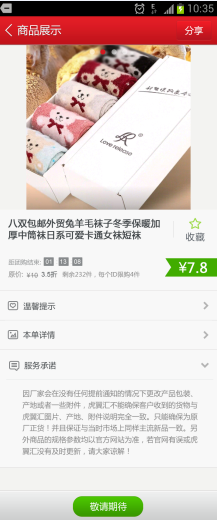 10:35
商品展示
分享
Love release
八双包邮外贸兔羊毛袜子冬季保暖加
厚中筒袜日系可爱卡通女袜短袜
收藏
距团购结束: 01 13 08
原价: ¥19 3.5折 剩余232件，每个ID限购4件
¥7.8
温馨提示
本单详情
服务承诺
因厂家会在没有任何提前通知的情况下更改产品包装、
产地或者一些附件，虎翼汇不能确保客户收到的货物与
虎翼汇图片、产地、附件说明完全一致。只能确保为原
厂正货！并且保证与当时市场上同样主流新品一致。另
外商品的规格参数均以官方网站为准，若官网有误或虎
翼汇没有及时更新，请大家谅解！
敬请期待